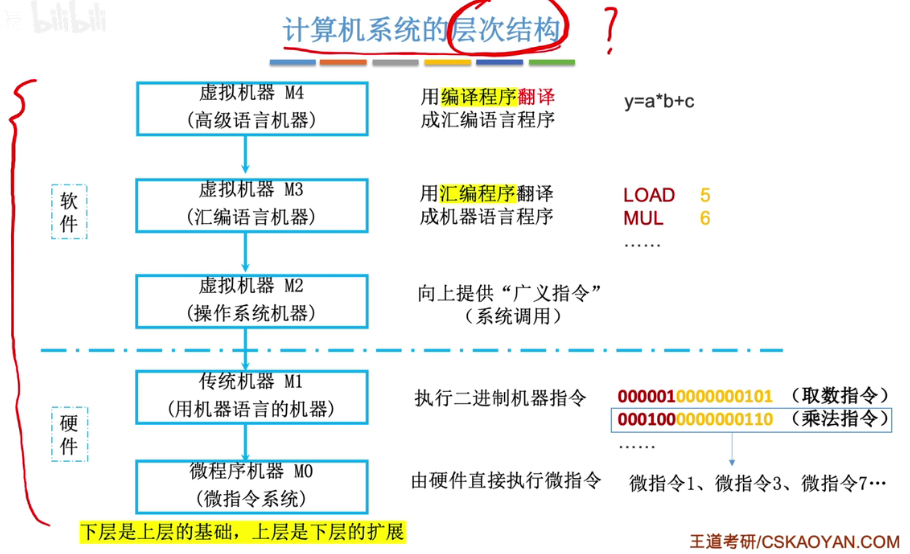 bilibili
计算机系统的层次结构 ?
虚拟机器 M4
(高级语言机器)
用编译程序翻译
成汇编语言程序
y=a*b+c
软件
虚拟机器 M3
(汇编语言机器)
用汇编程序翻译
成机器语言程序
LOAD 5
MUL 6
……
虚拟机器 M2
(操作系统机器)
向上提供“广义指令”
（系统调用）
硬件
传统机器 M1
(用机器语言的机器)
执行二进制机器指令
000001 0000000101 （取数指令）
000100 0000000110 （乘法指令）
……
微程序机器 M0
(微指令系统)
由硬件直接执行微指令
微指令1、微指令3、微指令7…
下层是上层的基础，上层是下层的扩展
王道考研/CSKAOYAN.COM